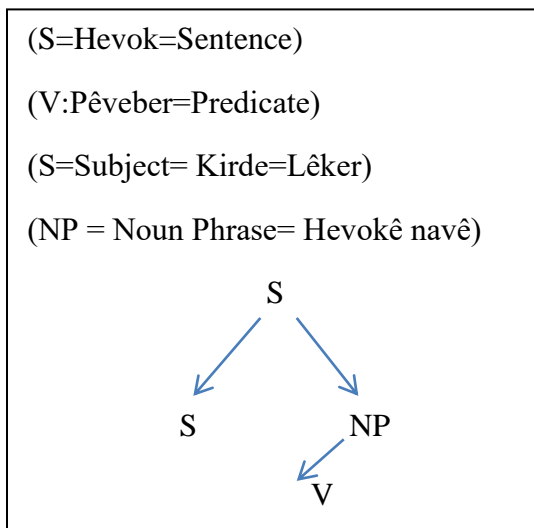 (S=Hevok=Sentence)
(V:Pêveber=Predicate)
(S=Subject= Kirde=Lêker)
(NP = Noun Phrase= Hevokê navê)
S
S NP
V